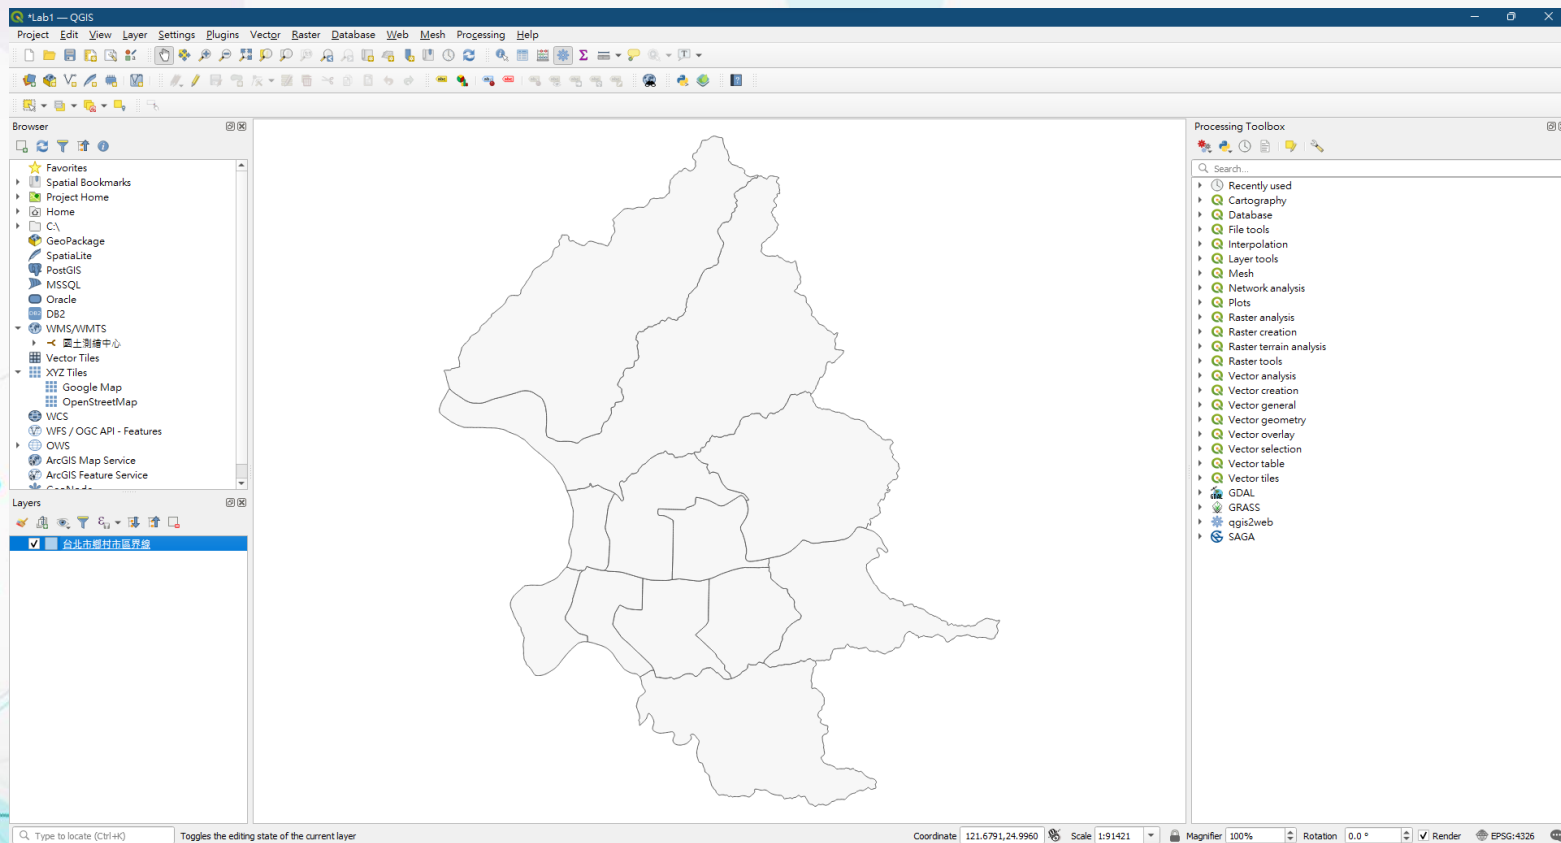 *Lab1 — QGIS
Project Edit View Layer Settings Plugins Vector Raster Database Web Mesh Processing Help
Browser
Favorites
Spatial Bookmarks
Project Home
Home
C:\
GeoPackage
SpatiaLite
PostGIS
MSSQL
Oracle
DB2
WMS/WMTS
國土測繪中心
Vector Tiles
XYZ Tiles
Google Map
OpenStreetMap
WCS
WFS / OGC API - Features
OWS
ArcGIS Map Service
ArcGIS Feature Service
Layers
台北市鄉村市區界線
Processing Toolbox
Search...
Recently used
Cartography
Database
File tools
Interpolation
Layer tools
Mesh
Network analysis
Plots
Raster analysis
Raster creation
Raster terrain analysis
Raster tools
Vector analysis
Vector creation
Vector general
Vector geometry
Vector overlay
Vector selection
Vector table
Vector tiles
GDAL
GRASS
qgis2web
SAGA
Type to locate (Ctrl+K) Toggles the editing state of the current layer Coordinate 121.6791,24.9960 Scale 1:91421 Magnifier 100% Rotation 0.0 ° Render EPSG:4326